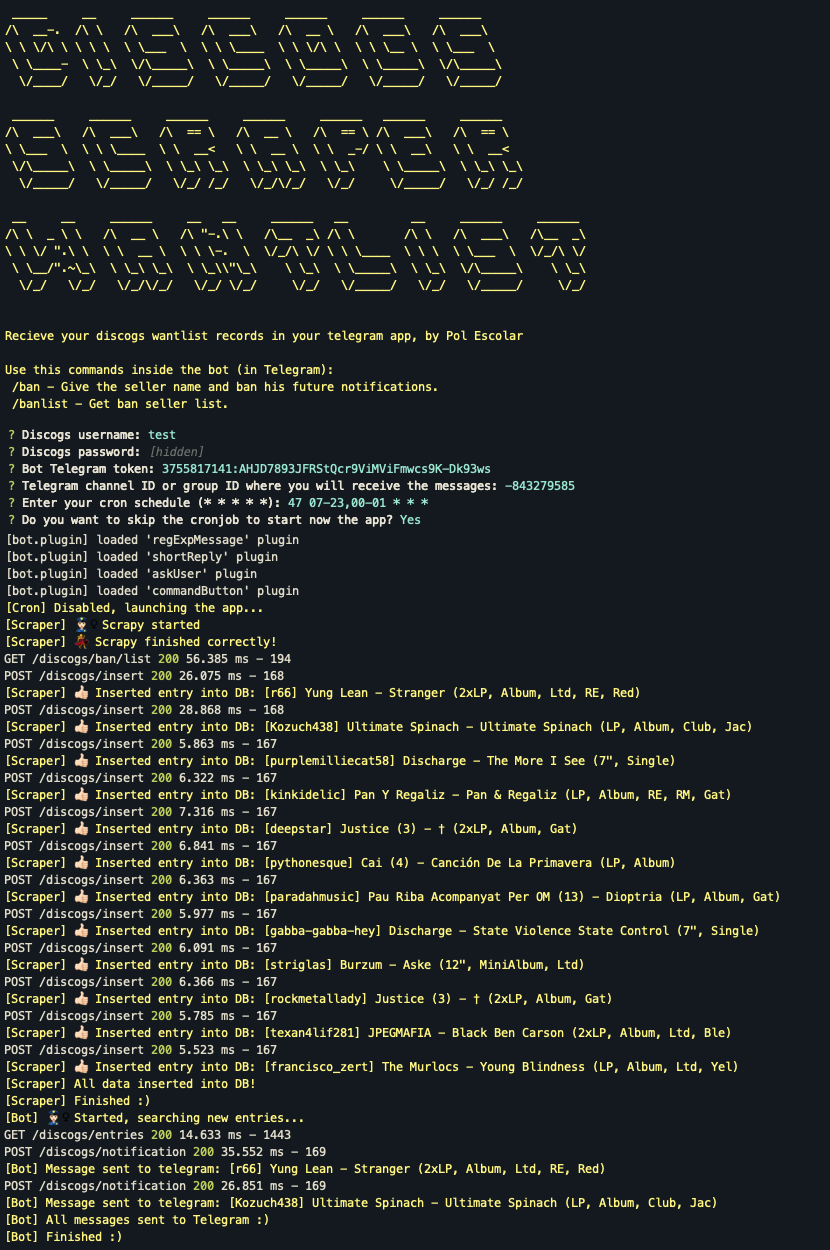 DISCOGS
SCRAPER
WANTLIST
Recieve your discogs wantlist records in your telegram app, by Pol Escolar
Use this commands inside the bot (in Telegram):
/ban - Give the seller name and ban his future notifications.
/banlist - Get ban seller list.
? Discogs username: test
? Discogs password: [hidden]
? Bot Telegram token: 3755817141:AHJD7893JFRStQcr9ViMViFmwcs9K-Dk93ws
? Telegram channel ID or group ID where you will receive the messages: -843279585
? Enter your cron schedule (* * * * *): 47 07-23,00-01 * * *
? Do you want to skip the cronjob to start now the app? Yes
[bot.plugin] loaded 'regExpMessage' plugin
[bot.plugin] loaded 'shortReply' plugin
[bot.plugin] loaded 'askUser' plugin
[bot.plugin] loaded 'commandButton' plugin
[Cron] Disabled, launching the app...
[Scraper] Scrapy started
[Scraper] Scrapy finished correctly!
GET /discogs/ban/list 200 56.385 ms - 194
POST /discogs/insert 200 26.075 ms - 168
[Scraper] 👍🏻 Inserted entry into DB: [r66] Yung Lean - Stranger (2xLP, Album, Ltd, RE, Red)
POST /discogs/insert 200 28.868 ms - 168
[Scraper] 👍🏻 Inserted entry into DB: [Kozuch438] Ultimate Spinach - Ultimate Spinach (LP, Album, Club, Jac)
POST /discogs/insert 200 5.863 ms - 167
[Scraper] 👍🏻 Inserted entry into DB: [purplemilliecat58] Discharge - The More I See (7", Single)
POST /discogs/insert 200 6.322 ms - 167
[Scraper] 👍🏻 Inserted entry into DB: [kinkidelic] Pan Y Regaliz - Pan & Regaliz (LP, Album, RE, RM, Gat)
POST /discogs/insert 200 7.316 ms - 167
[Scraper] 👍🏻 Inserted entry into DB: [deepstar] Justice (3) - † (2xLP, Album, Gat)
POST /discogs/insert 200 6.841 ms - 167
[Scraper] 👍🏻 Inserted entry into DB: [pythonesque] Cai (4) - Canción De La Primavera (LP, Album)
POST /discogs/insert 200 6.363 ms - 167
[Scraper] 👍🏻 Inserted entry into DB: [paradahmusic] Pau Riba Acompanyat Per OM (13) - Dioptria (LP, Album, Gat)
POST /discogs/insert 200 5.977 ms - 167
[Scraper] 👍🏻 Inserted entry into DB: [gabba-gabba-hey] Discharge - State Violence State Control (7", Single)
POST /discogs/insert 200 6.091 ms - 167
[Scraper] 👍🏻 Inserted entry into DB: [striglas] Burzum - Aske (12", MiniAlbum, Ltd)
POST /discogs/insert 200 6.366 ms - 167
[Scraper] 👍🏻 Inserted entry into DB: [rockmetallady] Justice (3) - † (2xLP, Album, Gat)
POST /discogs/insert 200 5.785 ms - 167
[Scraper] 👍🏻 Inserted entry into DB: [texan4lif281] JPEGMAFIA - Black Ben Carson (2xLP, Album, Ltd, Ble)
POST /discogs/insert 200 5.523 ms - 167
[Scraper] 👍🏻 Inserted entry into DB: [francisco_zert] The Murlocs - Young Blindness (LP, Album, Ltd, Yel)
[Scraper] All data inserted into DB!
[Scraper] Finished :)
[Bot] Started, searching new entries...
GET /discogs/entries 200 14.633 ms - 1443
POST /discogs/notification 200 35.552 ms - 169
[Bot] Message sent to telegram: [r66] Yung Lean - Stranger (2xLP, Album, Ltd, RE, Red)
POST /discogs/notification 200 26.851 ms - 169
[Bot] Message sent to telegram: [Kozuch438] Ultimate Spinach - Ultimate Spinach (LP, Album, Club, Jac)
[Bot] All messages sent to Telegram :)
[Bot] Finished :)